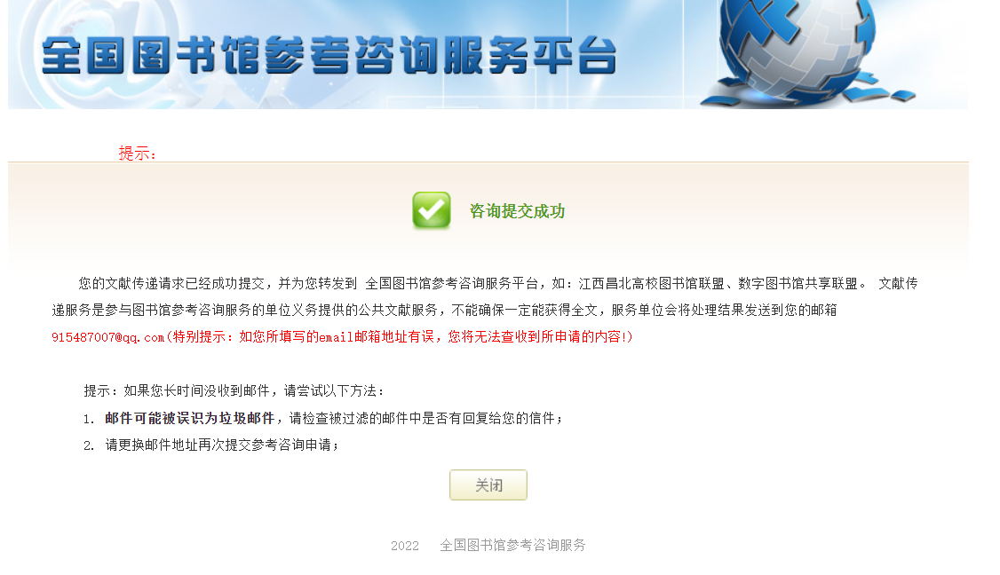 全国图书馆参考咨询服务平台
提示：
咨询提交成功
您的文献传递请求已经成功提交，并为您转发到 全国图书馆参考咨询服务平台，如：江西昌北高校图书馆联盟、数字图书馆共享联盟。 文献传
递服务是参与图书馆参考咨询服务的单位义务提供的公共文献服务，不能确保一定能获得全文，服务单位会将处理结果发送到您的邮箱
915487007@qq.com(特别提示：如您所填写的email邮箱地址有误，您将无法查收到所申请的内容!)
提示：如果您长时间没收到邮件，请尝试以下方法：
1. 邮件可能被误识为垃圾邮件，请检查被过滤的邮件中是否有回复给您的信件；
2. 请更换邮件地址再次提交参考咨询申请；
关闭
2022 全国图书馆参考咨询服务